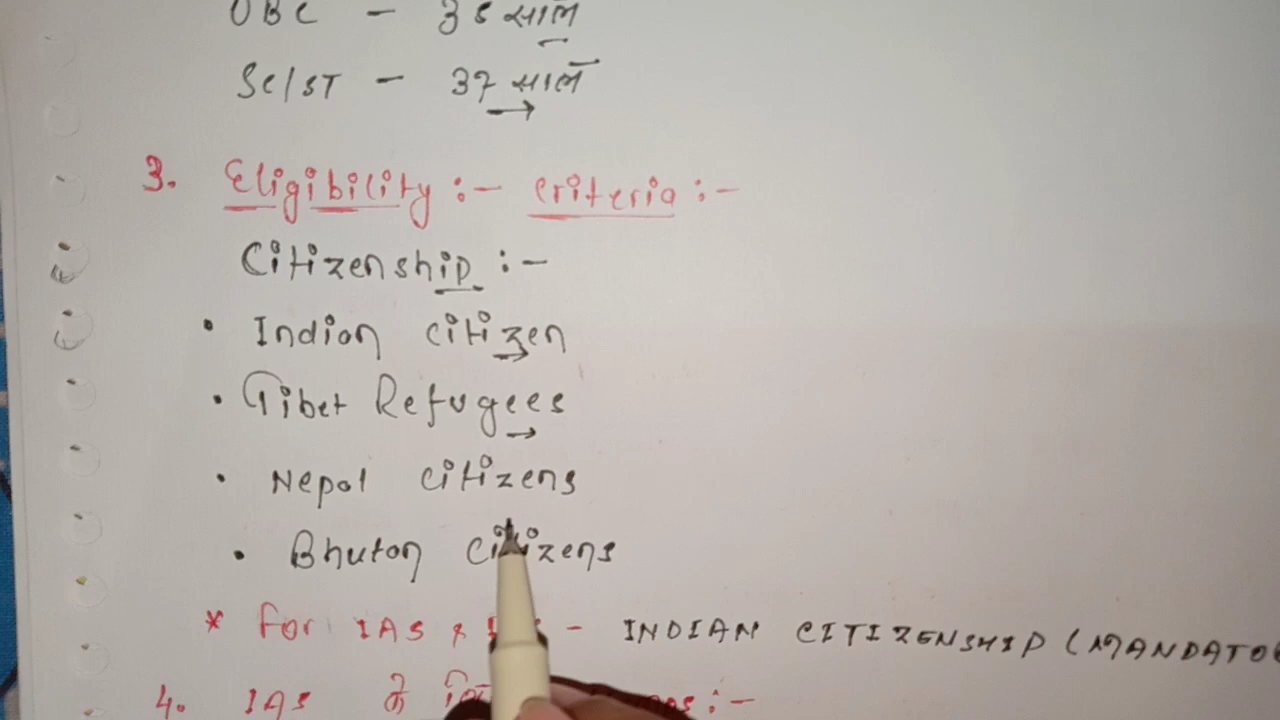 OBC - 35 साल
SC/ST - 37 साल
3. Eligibility :- criteria :-
Citizenship :-
• Indian citizen
• Tibet Refugees
• Nepal citizens
• Bhutan citizens
* For IAS & - INDIAN CITIZENSHIP (MANDATO
4. IAS के लि :-